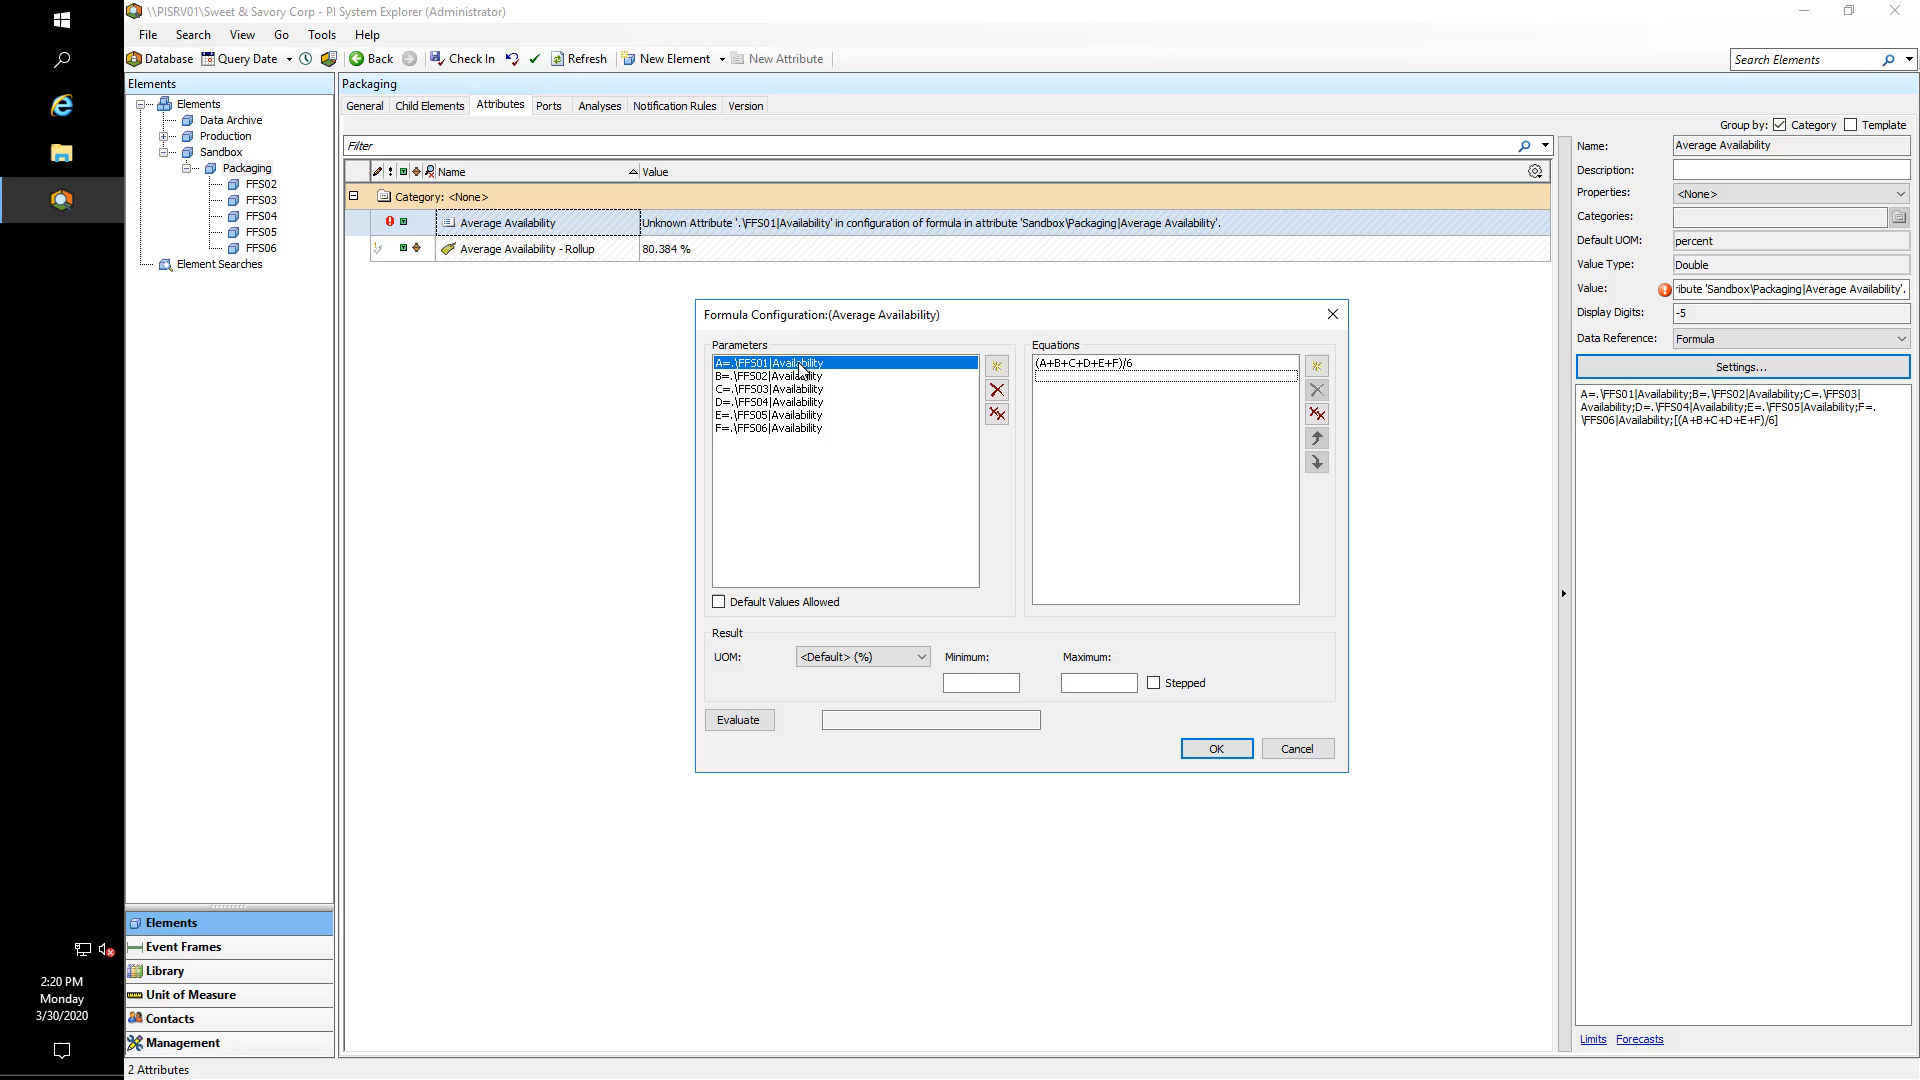 \\PISRV01\Sweet & Savory Corp - PI System Explorer (Administrator)
File Search View Go Tools Help
Database Query Date Back Check In Refresh New Element New Attribute
Search Elements
Elements
Elements
Data Archive
Production
Sandbox
Packaging
FFS02
FFS03
FFS04
FFS05
FFS06
Element Searches
Packaging
General Child Elements Attributes Ports Analyses Notification Rules Version
Group by: Category Template
Filter
Name Value
Category: <None>
Average Availability Unknown Attribute '.\FFS01|Availability' in configuration of formula in attribute 'Sandbox\Packaging|Average Availability'.
Average Availability - Rollup 80.384 %
Formula Configuration:(Average Availability)
Parameters
A=.\FFS01|Availability
B=.\FFS02|Availability
C=.\FFS03|Availability
D=.\FFS04|Availability
E=.\FFS05|Availability
F=.\FFS06|Availability
Default Values Allowed
Equations
(A+B+C+D+E+F)/6
Result
UOM: <Default> (%) Minimum: Maximum:
Stepped
Evaluate
OK Cancel
Name: Average Availability
Description:
Properties: <None>
Categories:
Default UOM: percent
Value Type: Double
Value: ribute 'Sandbox\Packaging|Average Availability'.
Display Digits: -5
Data Reference: Formula
Settings...
A=.\FFS01|Availability;B=.\FFS02|Availability;C=.\FFS03|
Availability;D=.\FFS04|Availability;E=.\FFS05|Availability;F=.
\FFS06|Availability;[(A+B+C+D+E+F)/6]
Limits Forecasts
Elements
Event Frames
Library
Unit of Measure
Contacts
Management
2 Attributes
2:20 PM
Monday
3/30/2020